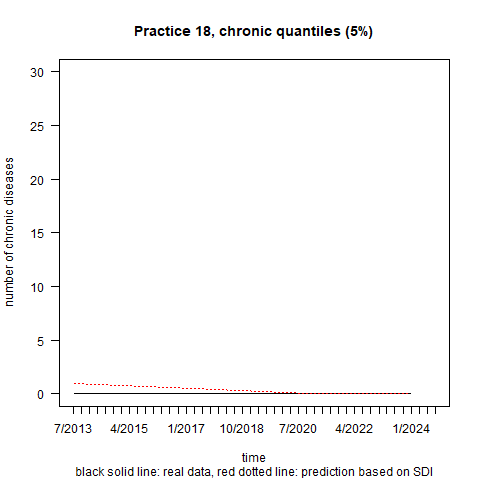 Practice 18, chronic quantiles (5%)
number of chronic diseases
30
25
20
15
10
5
0
7/2013 4/2015 1/2017 10/2018 7/2020 4/2022 1/2024
time
black solid line: real data, red dotted line: prediction based on SDI